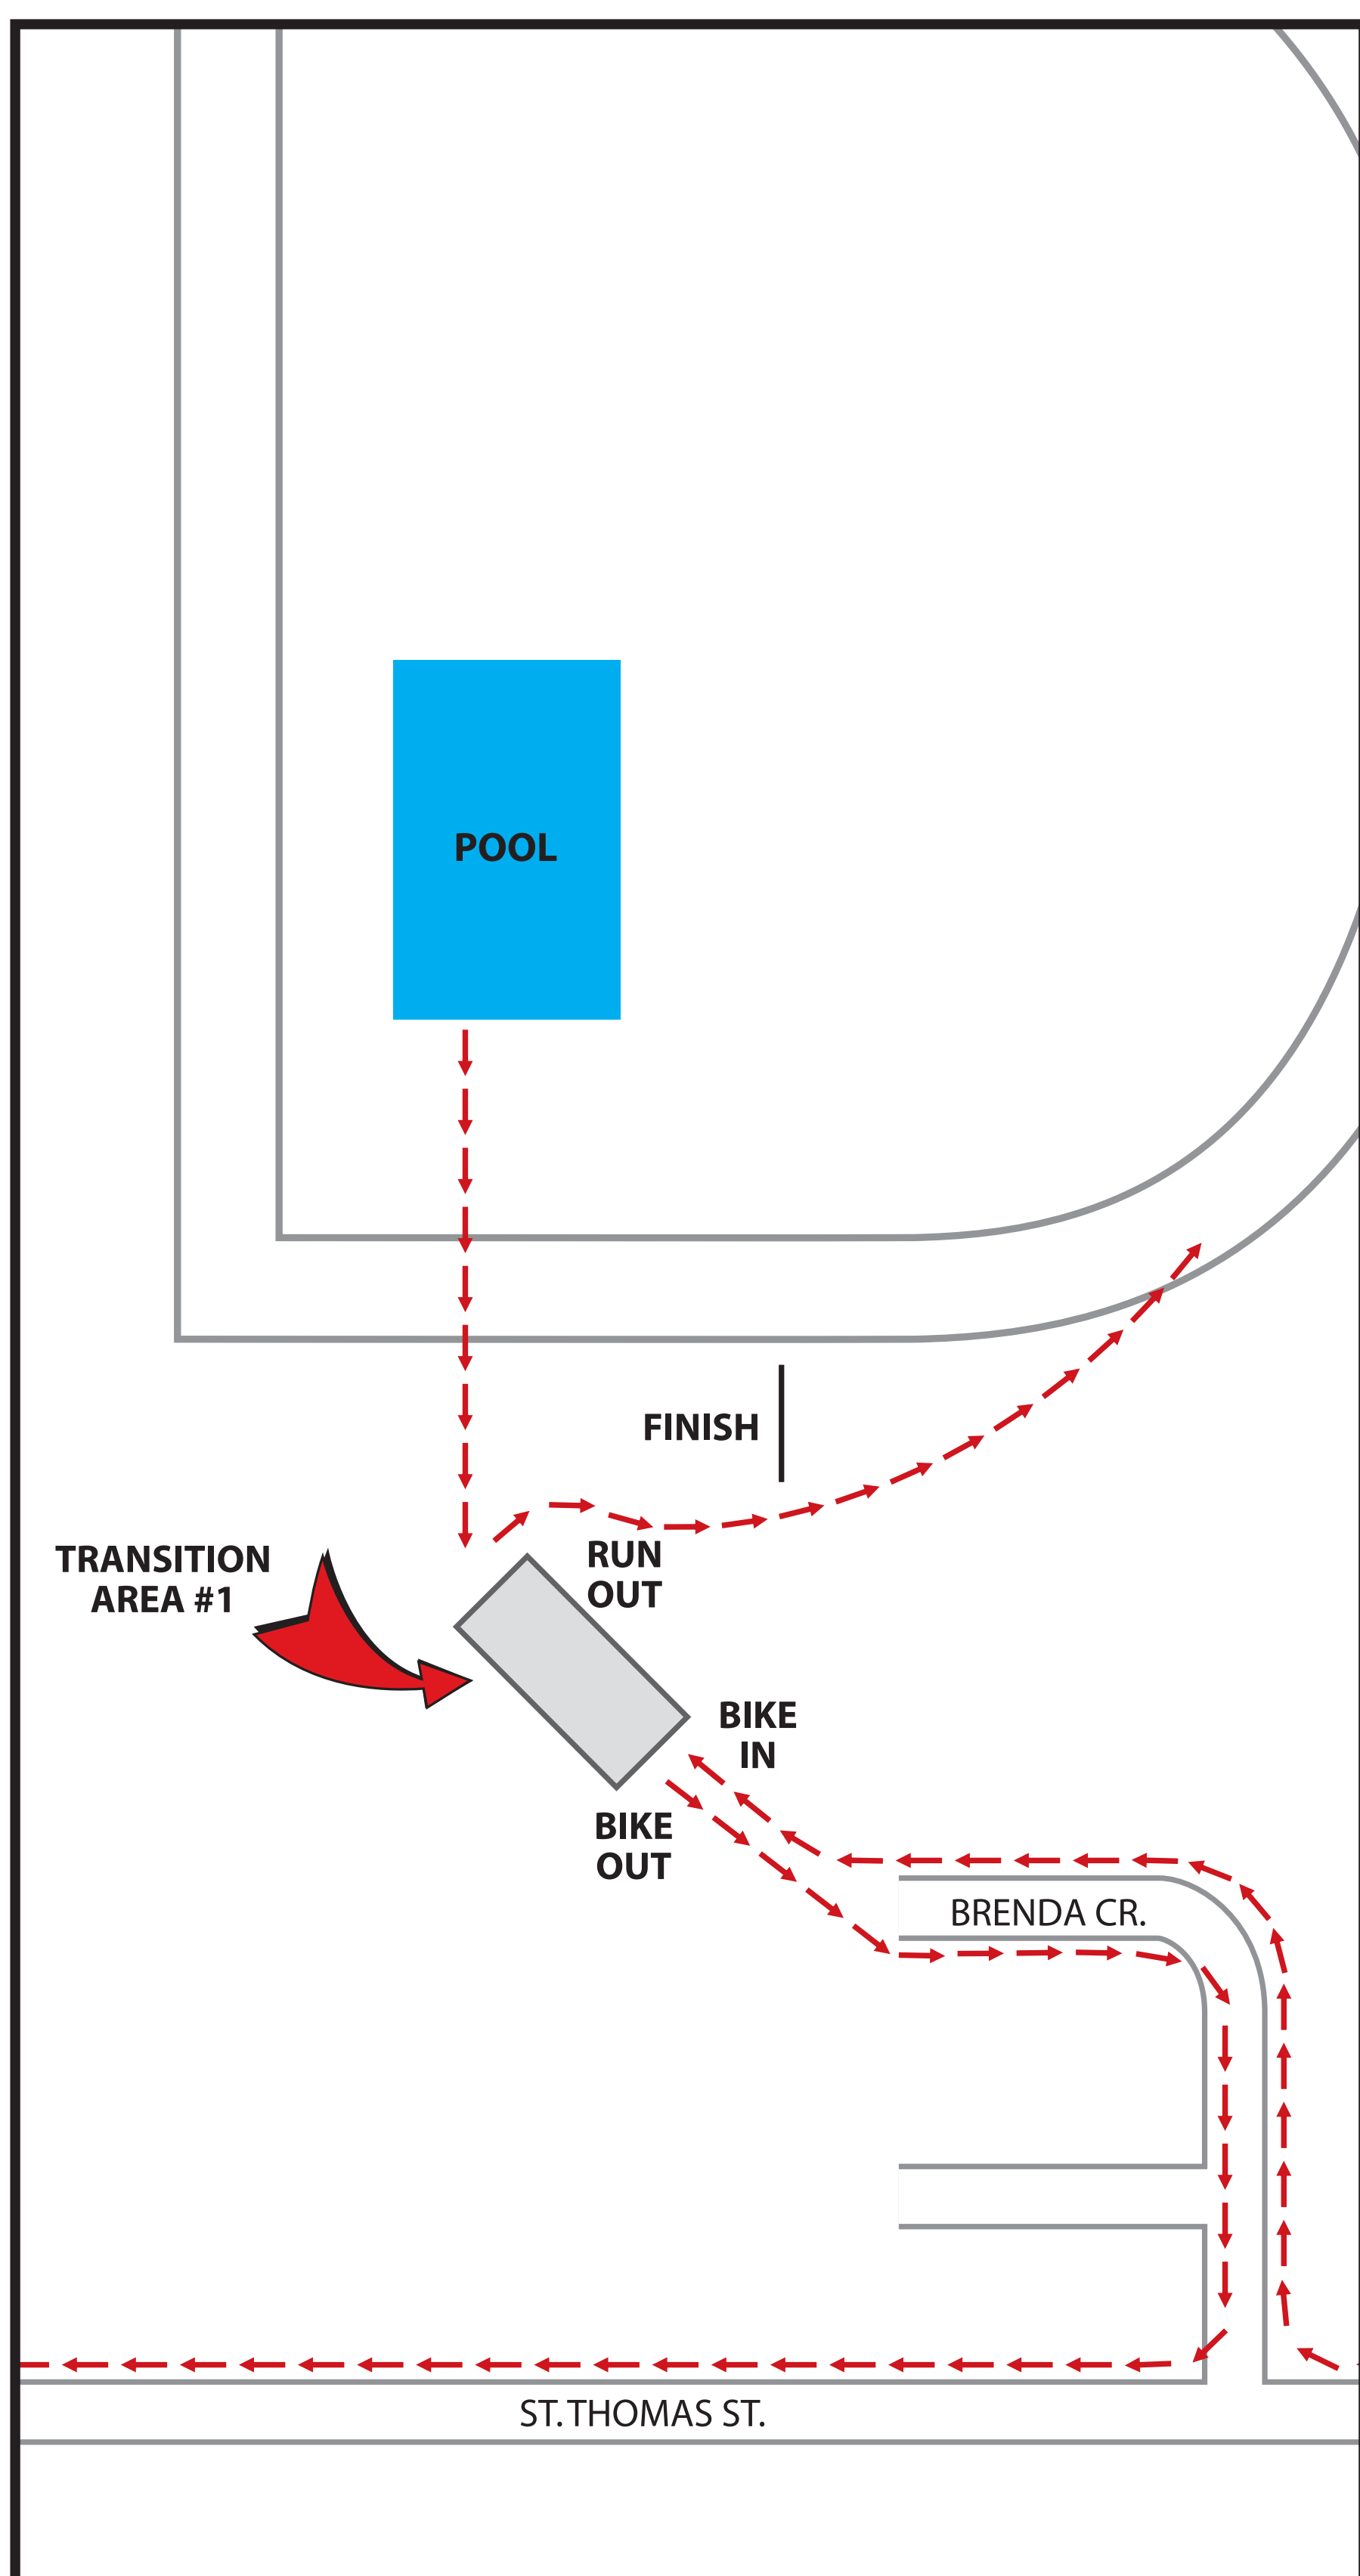 POOL
FINISH
RUN
OUT
TRANSITION
AREA #1
BIKE
IN
BIKE
OUT
BRENDA CR.
ST. THOMAS ST.